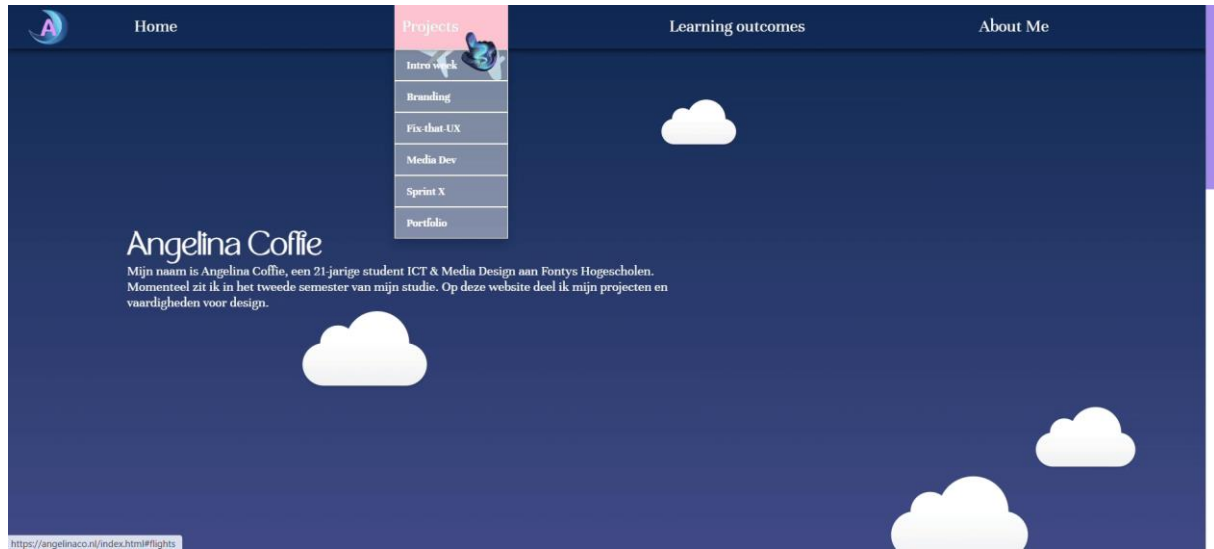 A
Home
Projects
Learning outcomes
About Me
Intro week
Branding
Fix-that-UX
Media Dev
Sprint X
Portfolio
Angelina Coffie
Mijn naam is Angelina Coffie, een 21-jarige student ICT & Media Design aan Fontys Hogescholen.
Momenteel zit ik in het tweede semester van mijn studie. Op deze website deel ik mijn projecten en
vaardigheden voor design.
https://angelinaco.nl/index.html#flights